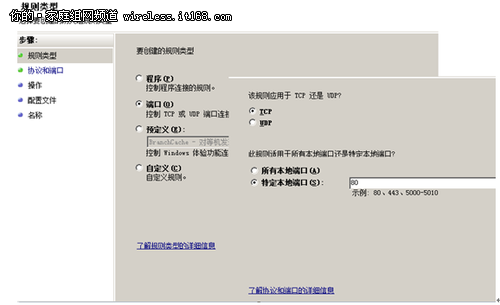 规则类型
你的·家庭组网频道 wireless.it168.com
步骤:
规则类型
协议和端口
操作
配置文件
名称
要创建的规则类型
程序(P)
控制程序连接的规则。
端口(O)
控制 TCP 或 UDP 端口连接
预定义(E):
BranchCache - 对等机发
控制 Windows 体验功能连
自定义(C)
自定义规则。
了解规则类型的详细信息
该规则应用于 TCP 还是 UDP?
TCP
UDP
此规则适用于所有本地端口还是特定本地端口?
所有本地端口(A)
特定本地端口(S):
80
示例: 80、443、5000-5010
了解协议和端口的详细信息